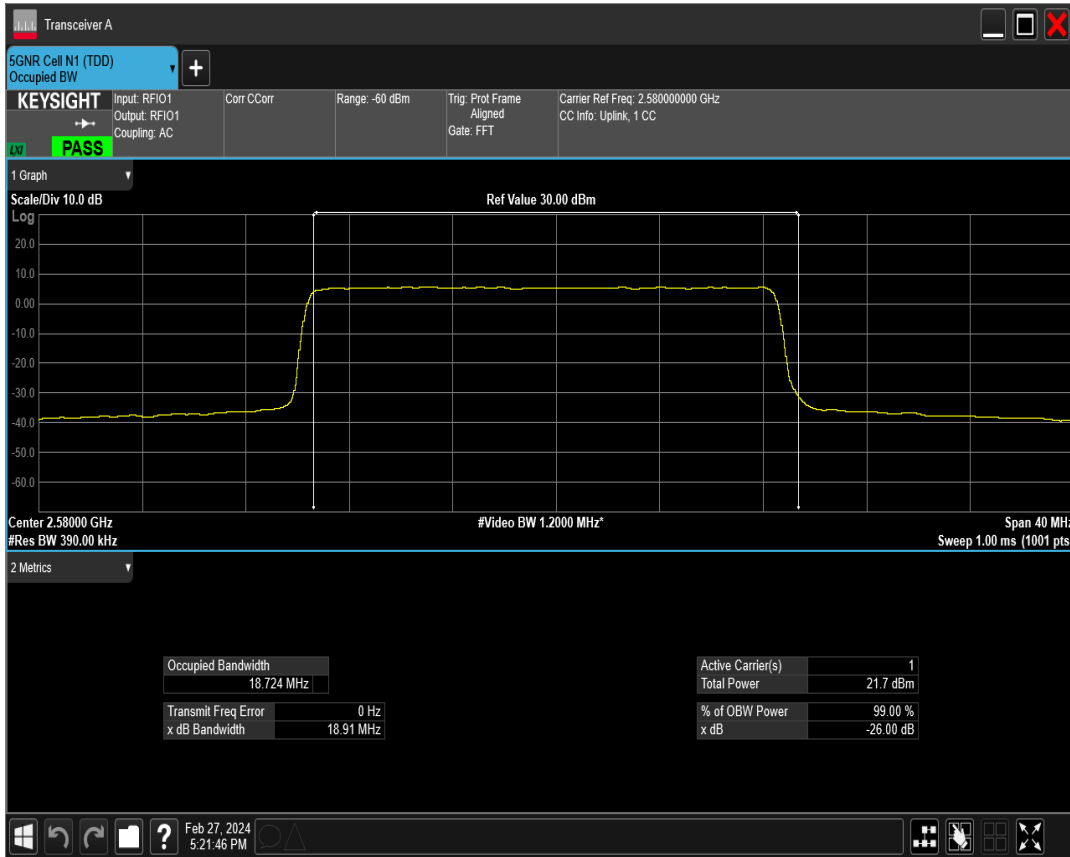 Transceiver A
5GNR Cell N1 (TDD)
Occupied BW
+
KEYSIGHT
LXI
PASS
Input: RFIO1
Output: RFIO1
Coupling: AC
Corr CCorr
Range: -60 dBm
Trig: Prot Frame
Aligned
Gate: FFT
Carrier Ref Freq: 2.580000000 GHz
CC Info: Uplink, 1 CC
1 Graph
Scale/Div 10.0 dB
Ref Value 30.00 dBm
Log
20.0
10.0
0.00
-10.0
-20.0
-30.0
-40.0
-50.0
-60.0
Center 2.58000 GHz
#Video BW 1.2000 MHz*
Span 40 MHz
#Res BW 390.00 kHz
Sweep 1.00 ms (1001 pts
2 Metrics
Occupied Bandwidth
18.724 MHz
Transmit Freq Error 0 Hz
x dB Bandwidth 18.91 MHz
Active Carrier(s) 1
Total Power 21.7 dBm
% of OBW Power 99.00 %
x dB -26.00 dB
?
Feb 27, 2024
5:21:46 PM